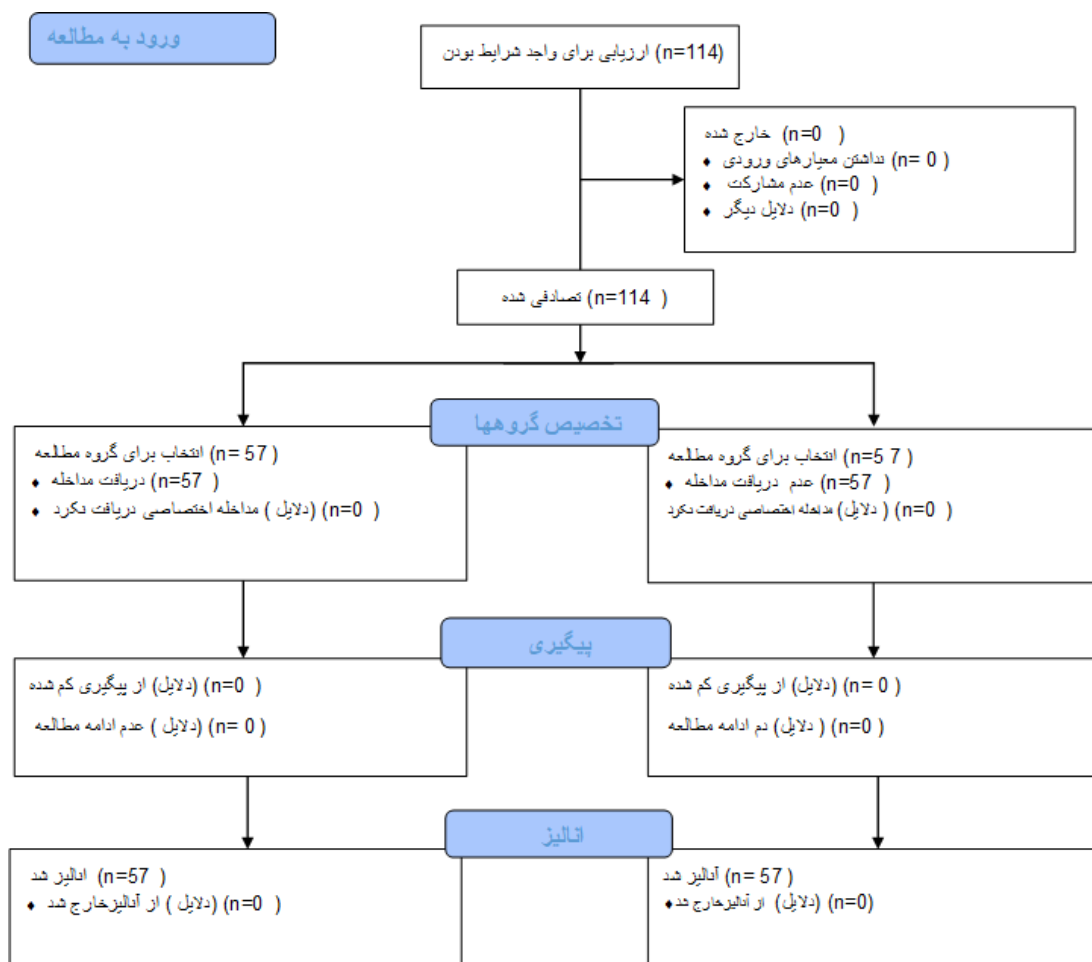 ورود به مطالعه
ارزیابی برای واجد شرایط بودن (n=114)
خارج شده (n=0 )
♦ نداشتن معیارهای ورودی (n= 0 )
♦ عدم مشارکت (n=0 )
♦ دلایل دیگر (n=0 )
تصادفی شده (n=114 )
تخصیص گروهها
انتخاب برای گروه مطالعه (n= 57 )
♦ دریافت مداخله (n=57 )
♦ مداخله اختصاصی دریافت نکرد ( دلایل) (n=0 )
انتخاب برای گروه مطالعه (n=5 7 )
♦ عدم دریافت مداخله (n=57 )
مداخله اختصاصی دریافت نکرد (دلایل ) (n=0 )
پیگیری
از پیگیری کم شده (دلایل) (n=0 )
عدم ادامه مطالعه ( دلایل) (n= 0 )
از پیگیری کم شده (دلایل) (n= 0 )
دم ادامه مطالعه (دلایل ) (n=0 )
انالیز
انالیز شد (n=57 )
♦ از آنالیزخارج شد ( دلایل) (n=0 )
آنالیز شد (n= 57 )
♦ از آنالیزخارج شد (دلایل) (n=0)